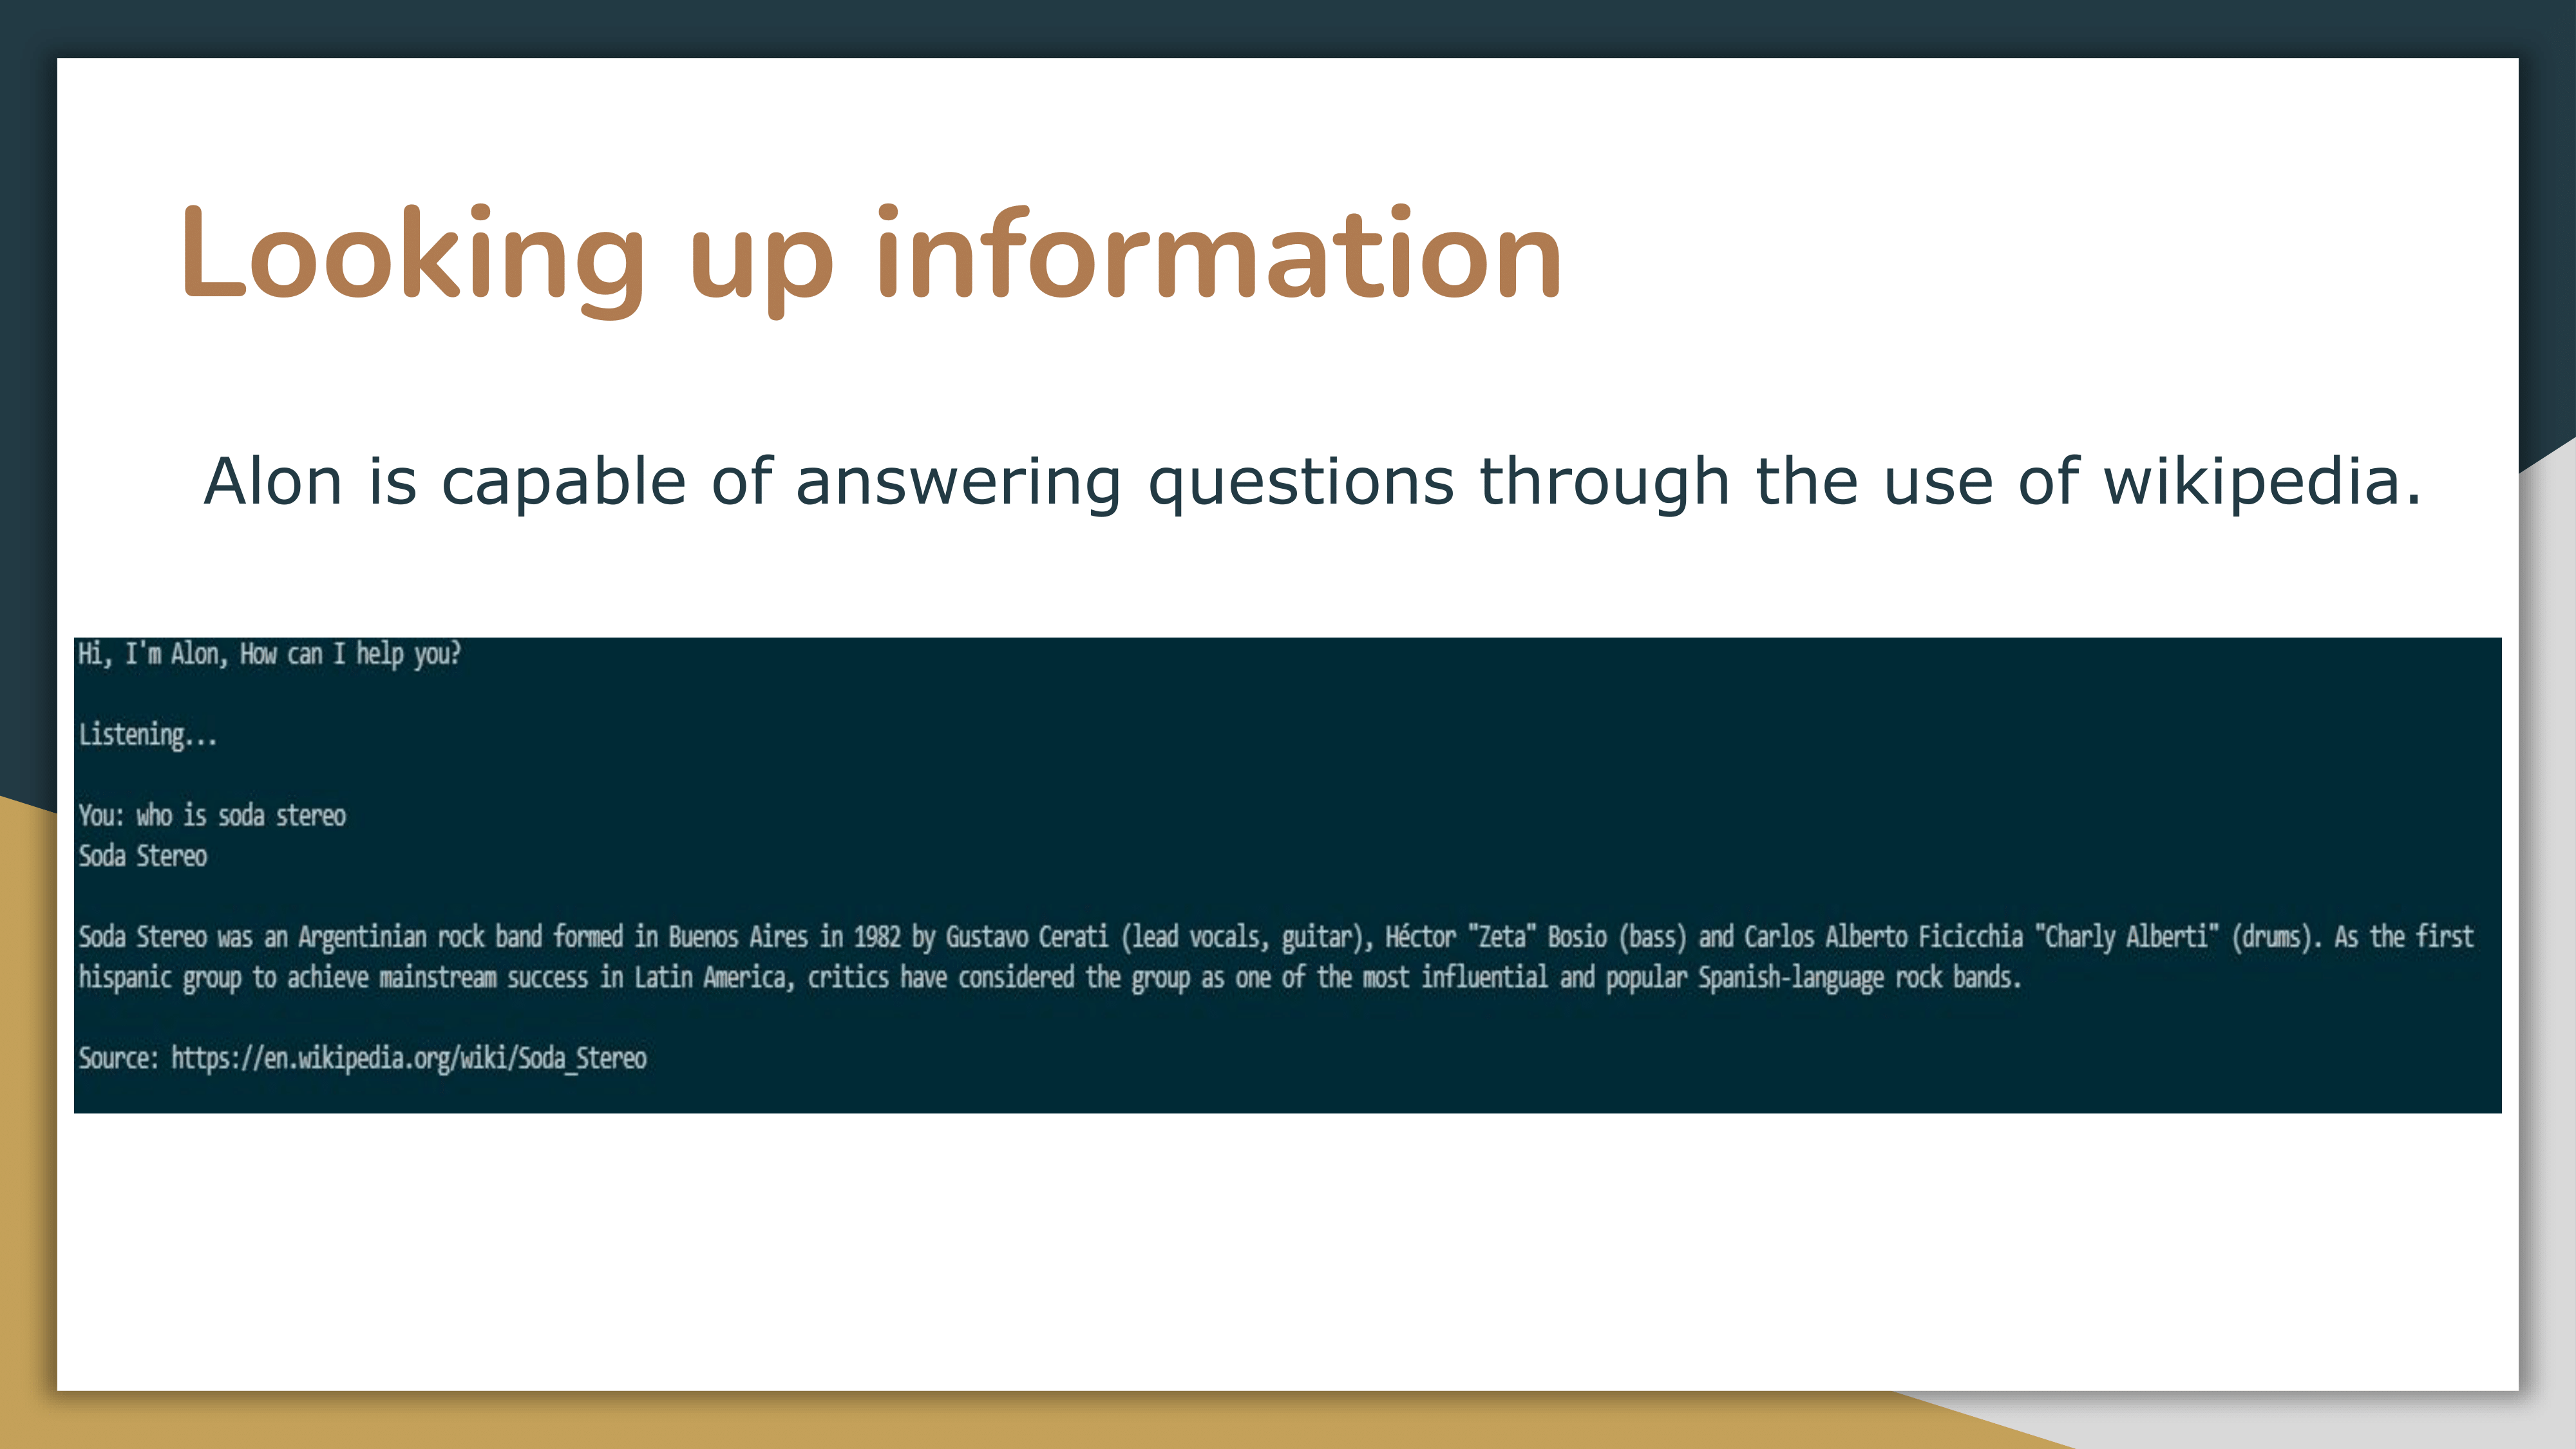 Looking up information
Alon is capable of answering questions through the use of wikipedia.
Hi, I'm Alon, How can I help you?
Listening...
You: who is soda stereo
Soda Stereo
Soda Stereo was an Argentinian rock band formed in Buenos Aires in 1982 by Gustavo Cerati (lead vocals, guitar), Héctor "Zeta" Bosio (bass) and Carlos Alberto Ficicchia "Charly Alberti" (drums). As the first
hispanic group to achieve mainstream success in Latin America, critics have considered the group as one of the most influential and popular Spanish-language rock bands.
Source: https://en.wikipedia.org/wiki/Soda_Stereo